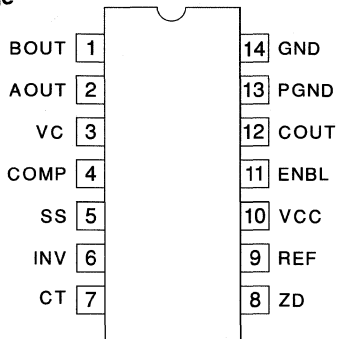 BOUT 1 14 GND
AOUT 2 13 PGND
VC 3 12 COUT
COMP 4 11 ENBL
SS 5 10 VCC
INV 6 9 REF
CT 7 8 ZD